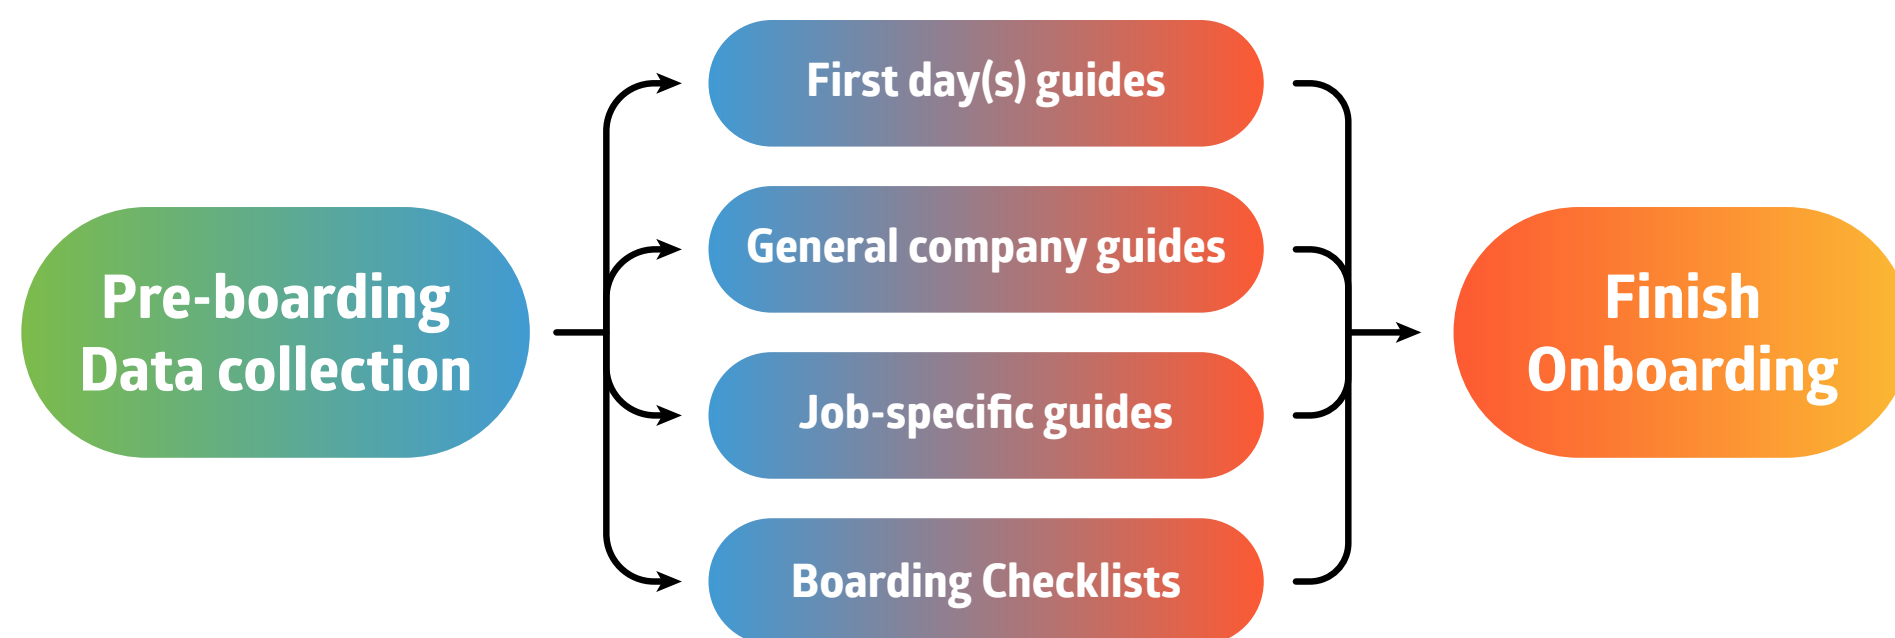 Pre-boarding
Data collection
First day(s) guides
General company guides
Job-specific guides
Boarding Checklists
Finish
Onboarding